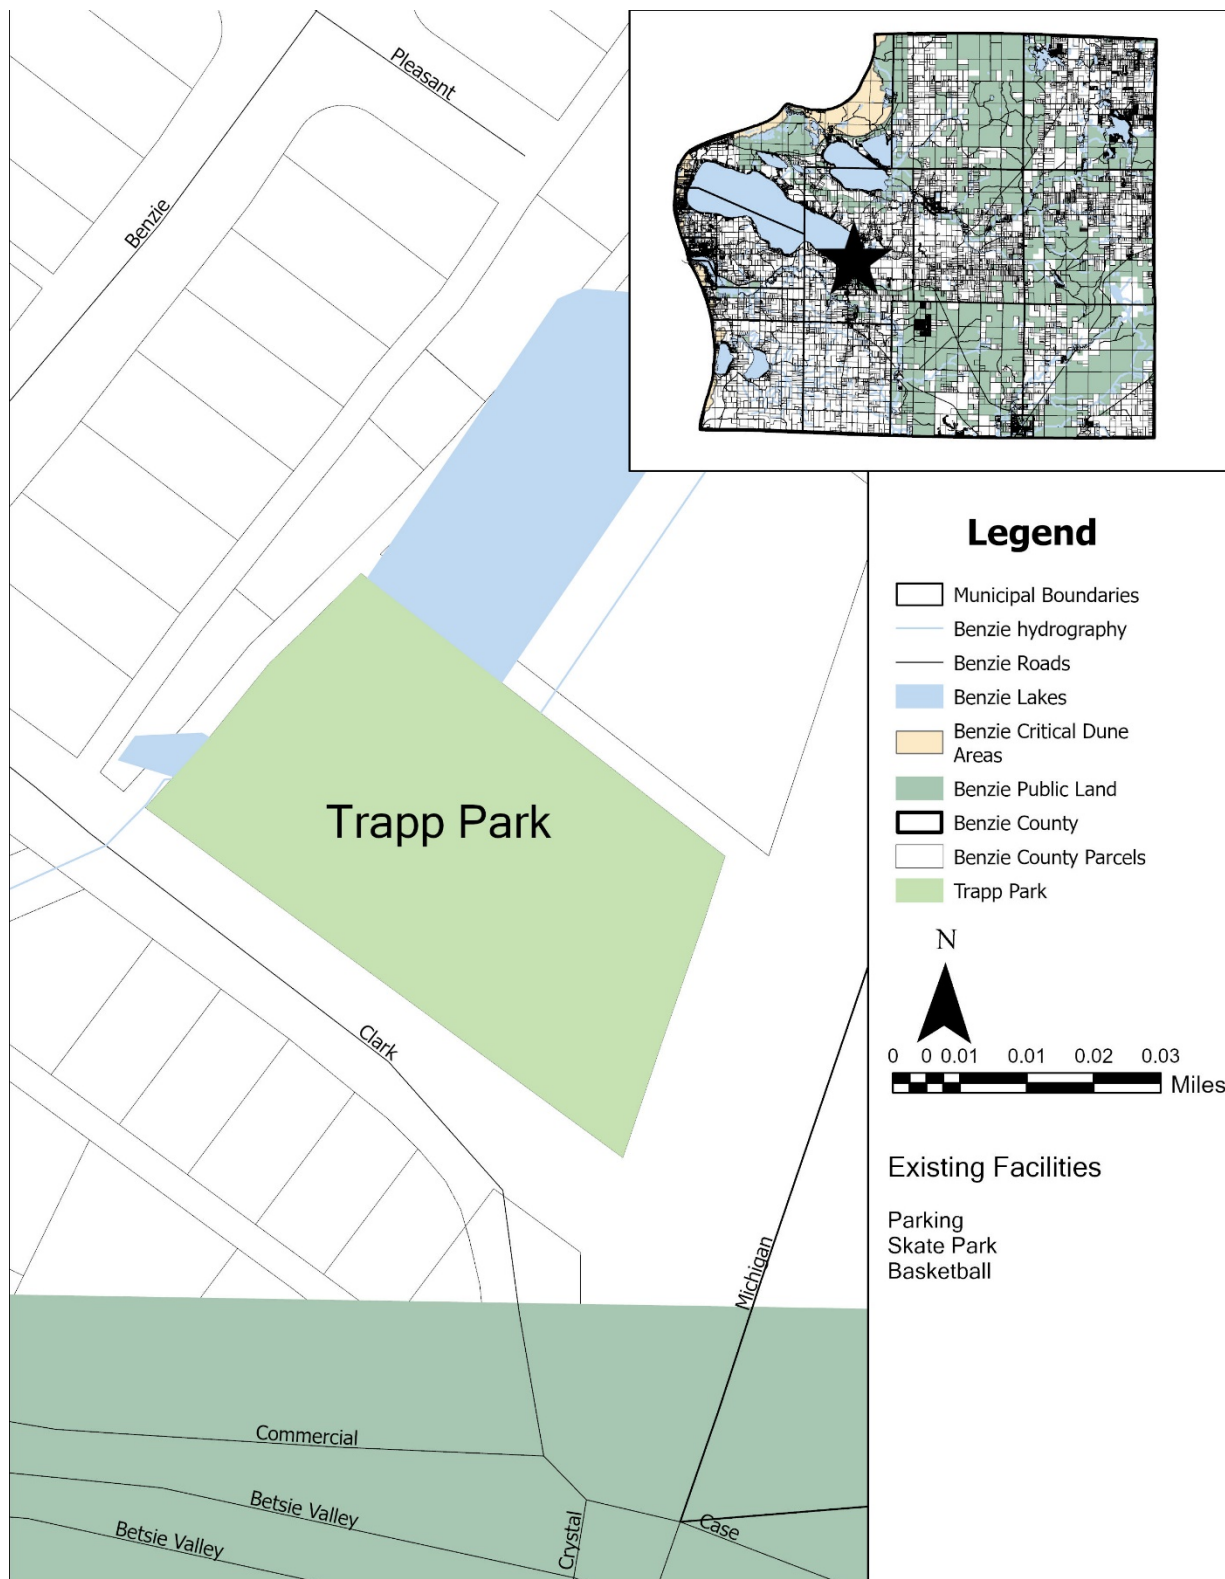 Pleasant
Benzie
Trapp Park
Clark
Michigan
Commercial
Betsie Valley
Betsie Valley
Crystal
Case
Legend
Municipal Boundaries
Benzie hydrography
Benzie Roads
Benzie Lakes
Benzie Critical Dune
Areas
Benzie Public Land
Benzie County
Benzie County Parcels
Trapp Park
N
0 0 0.01 0.01 0.02 0.03
Miles
Existing Facilities
Parking
Skate Park
Basketball